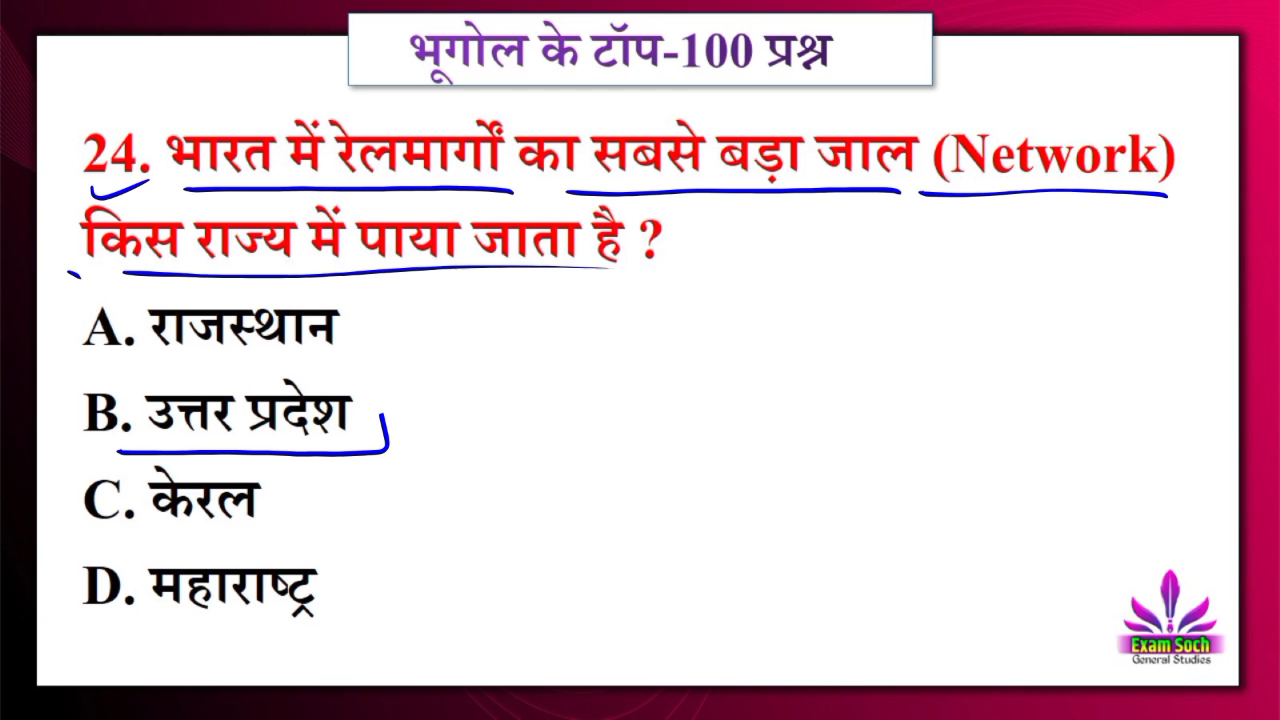 भूगोल के टॉप-100 प्रश्न
24. भारत में रेलमार्गों का सबसे बड़ा जाल (Network)
किस राज्य में पाया जाता है ?
A. राजस्थान
B. उत्तर प्रदेश
C. केरल
D. महाराष्ट्र
Exam Soch
General Studies